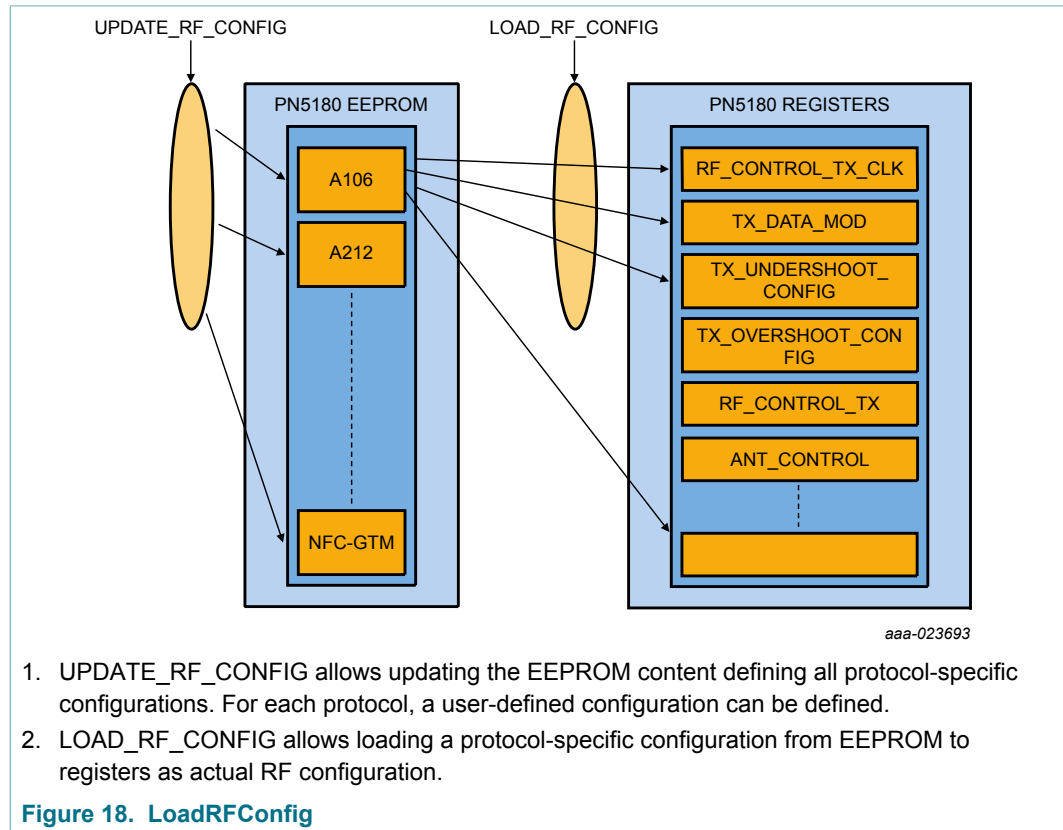 UPDATE_RF_CONFIG
LOAD_RF_CONFIG
PN5180 EEPROM
A106
A212
NFC-GTM
PN5180 REGISTERS
RF_CONTROL_TX_CLK
TX_DATA_MOD
TX_UNDERSHOOT_
CONFIG
TX_OVERSHOOT_CON
FIG
RF_CONTROL_TX
ANT_CONTROL
aaa-023693
1. UPDATE_RF_CONFIG allows updating the EEPROM content defining all protocol-specific
configurations. For each protocol, a user-defined configuration can be defined.
2. LOAD_RF_CONFIG allows loading a protocol-specific configuration from EEPROM to
registers as actual RF configuration.
Figure 18. LoadRFConfig